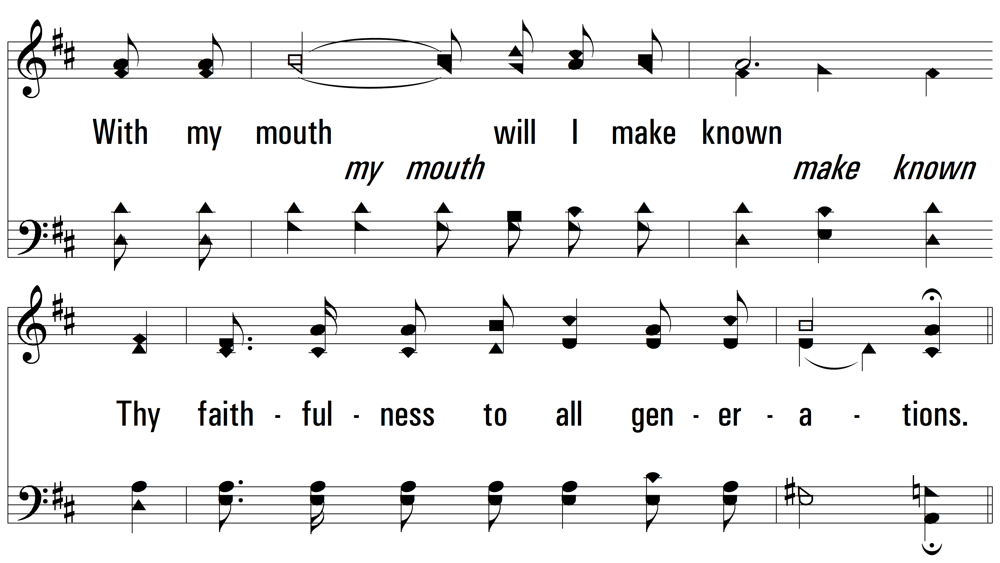 With my mouth will I make known
my mouth make known
Thy faith - ful - ness to all gen - er - a - tions.